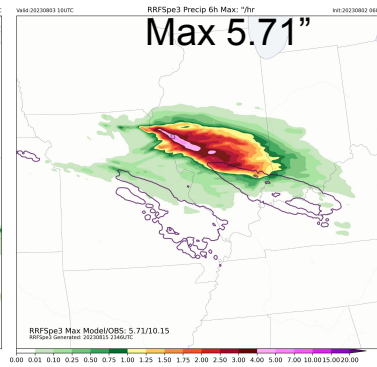 Valid:20230803 10UTC RRFSpe3 Precip 6h Max: "/hr Init:20230802 06
Max 5.71”
RRFSpe3 Max Model/OBS: 5.71/10.15
RRFSpe3 Generated: 20230815 2346UTC
0.00 0.01 0.10 0.25 0.50 0.75 1.00 1.25 1.50 1.75 2.00 2.50 3.00 4.00 5.00 7.00 10.00 15.00 20.00